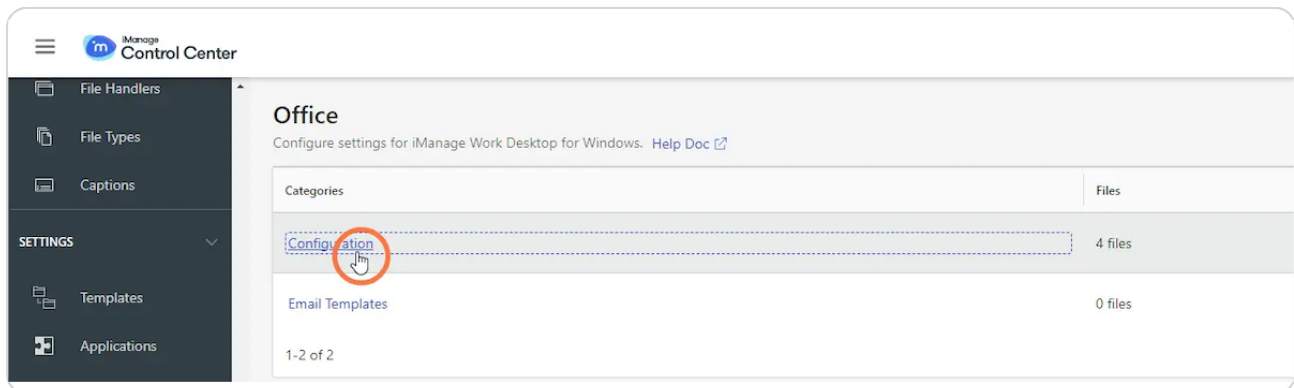 iManage
Control Center
File Handlers
File Types
Captions
SETTINGS
Templates
Applications
Office
Configure settings for iManage Work Desktop for Windows. Help Doc
Categories Files
Configuration 4 files
Email Templates 0 files
1-2 of 2